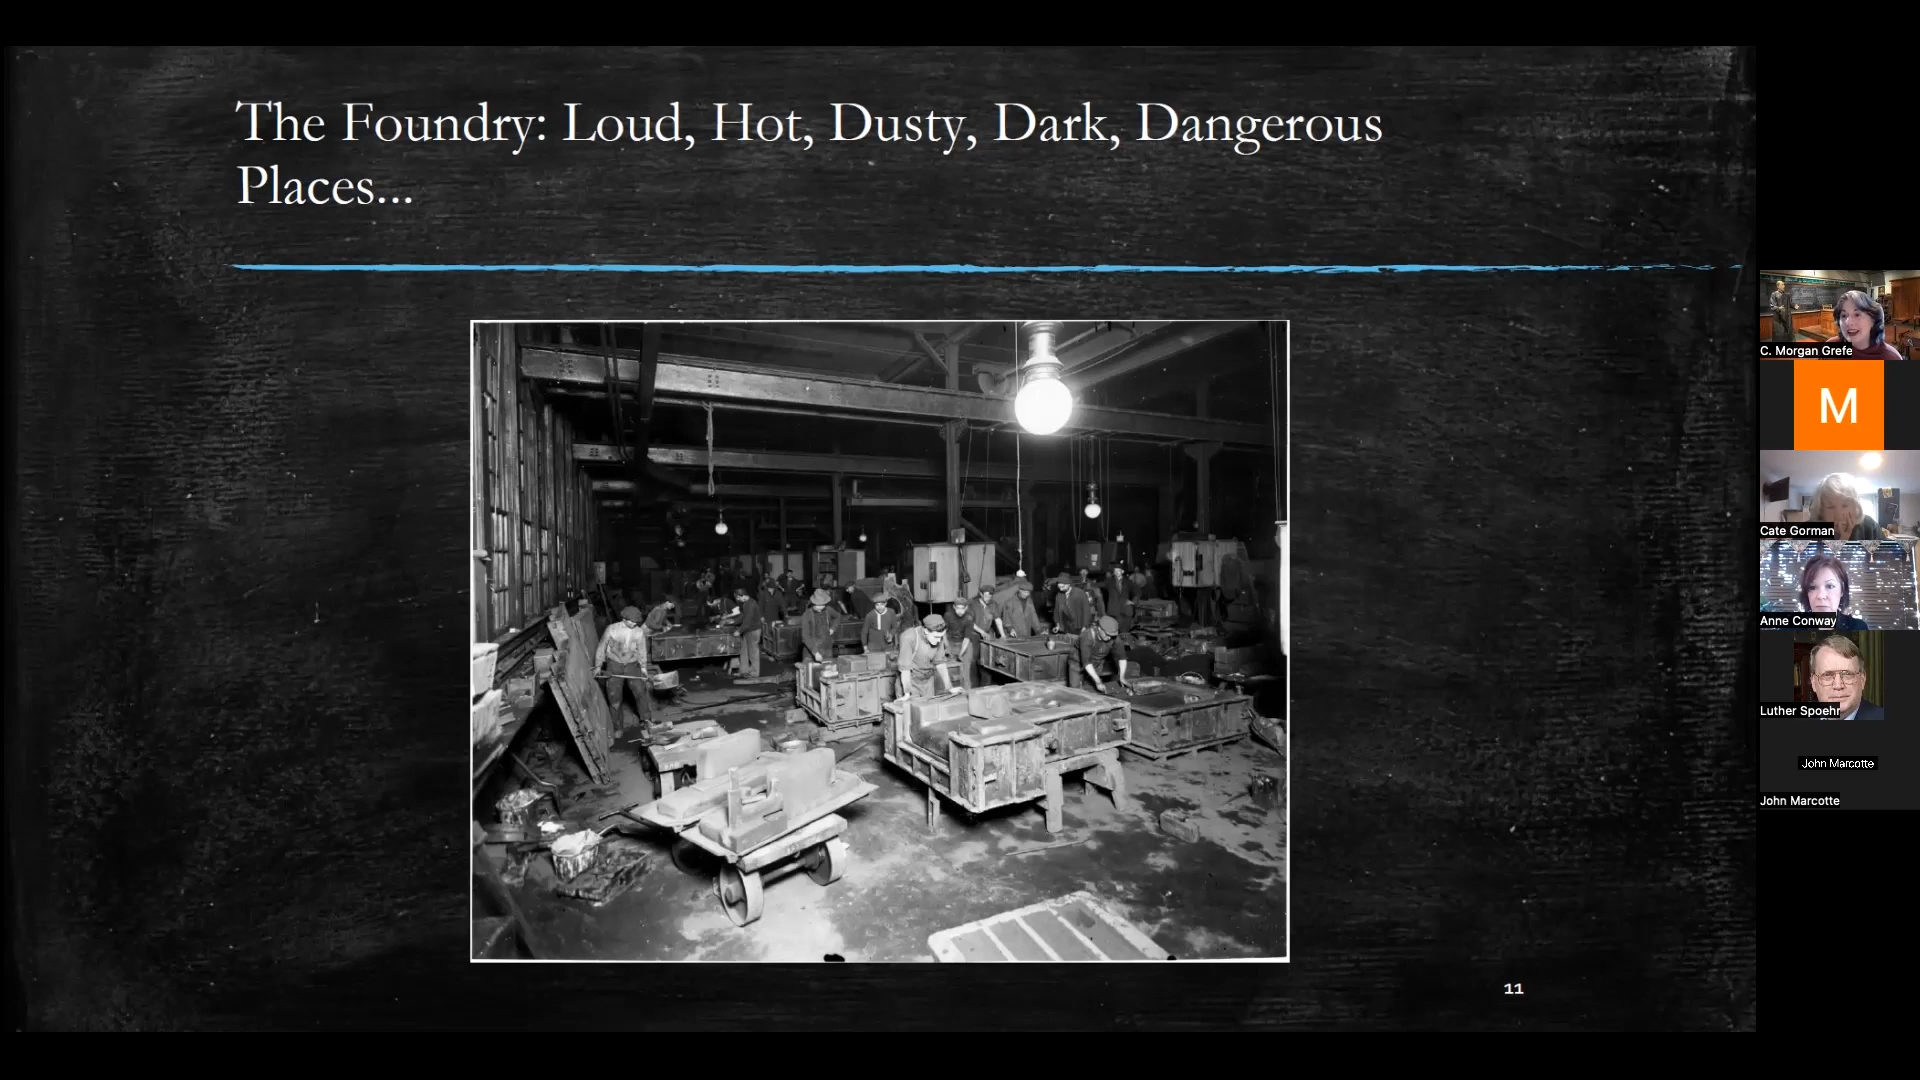 The Foundry: Loud, Hot, Dusty, Dark, Dangerous
Places...
11
C. Morgan Grefe
M
Cate Gorman
Anne Conway
Luther Spoehr
John Marcotte
John Marcotte